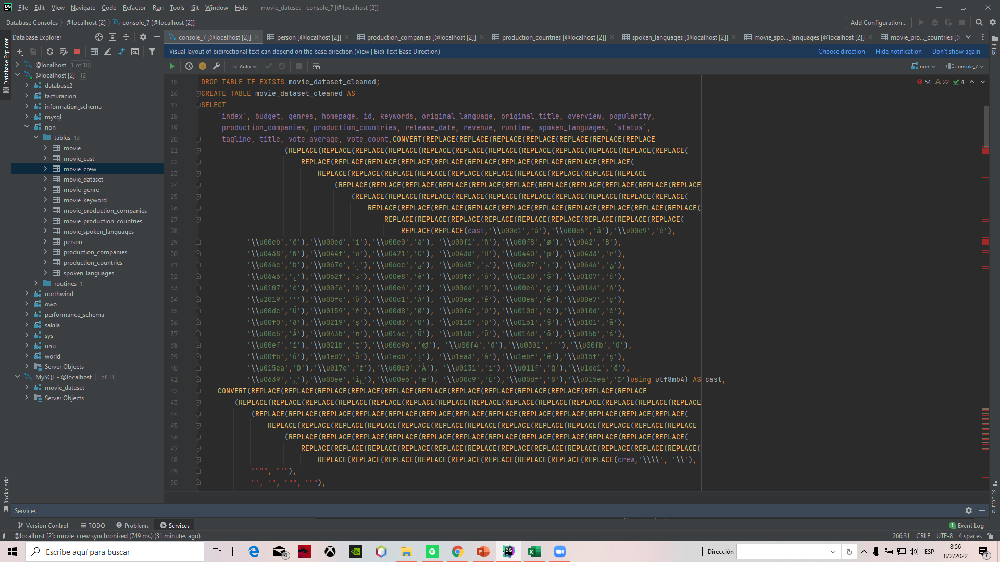 DG File Edit View Navigate Code Refactor Run Tools Git Window Help movie_dateset - console_7 [@localhost [2]]
Database Consoles @localhost [2] console_7 [@localhost [2]] Add Configuration...
Database Explorer console_7 [@localhost [2]] person [@localhost [2]] production_companies [@localhost [2]] production_countries [@localhost [2]] spoken_languages [@localhost [2]] movie_spo..._languages [@localhost [2]] movie_pro..._countries [@
Visual layout of bidirectional text can depend on the base direction (View | Bidi Text Base Direction) Choose direction Hide notification Don't show again
Tx: Auto non console_7
54 22 4
Database Explorer
Bookmarks
Files
Structure
@localhost 1 of 10
@localhost [2] 12
database2
facturacion
information_schema
mysql
non
tables 13
movie
movie_cast
movie_crew
movie_dataset
movie_genre
movie_keyword
movie_production_companies
movie_production_countries
movie_spoken_languages
person
production_companies
production_countries
spoken_languages
routines 1
northwind
owo
performance_schema
sakila
sys
unu
world
Server Objects
MySQL - @localhost 1 of 11
movie_dateset
Server Objects
15 DROP TABLE IF EXISTS movie_dataset_cleaned;
16 CREATE TABLE movie_dataset_cleaned AS
17 SELECT
18 `index`, budget, genres, homepage, id, keywords, original_language, original_title, overview, popularity,
19 production_companies, production_countries, release_date, revenue, runtime, spoken_languages, `status`,
20 tagline, title, vote_average, vote_count,CONVERT(REPLACE(REPLACE(REPLACE(REPLACE(REPLACE(REPLACE(REPLACE
21 (REPLACE(REPLACE(REPLACE(REPLACE(REPLACE(REPLACE(REPLACE(REPLACE(REPLACE(REPLACE(REPLACE(REPLACE(
22 REPLACE(REPLACE(REPLACE(REPLACE(REPLACE(REPLACE(REPLACE(REPLACE(REPLACE(REPLACE(
23 REPLACE(REPLACE(REPLACE(REPLACE(REPLACE(REPLACE(REPLACE(REPLACE(REPLACE(REPLACE
24 (REPLACE(REPLACE(REPLACE(REPLACE(REPLACE(REPLACE(REPLACE(REPLACE(REPLACE(REPLACE(REPLACE
25 (REPLACE(REPLACE(REPLACE(REPLACE(REPLACE(REPLACE(REPLACE(REPLACE(REPLACE(REPLACE(
26 REPLACE(REPLACE(REPLACE(REPLACE(REPLACE(REPLACE(REPLACE(REPLACE(REPLACE(REPLACE(
27 REPLACE(REPLACE(REPLACE(REPLACE(REPLACE(REPLACE(REPLACE(REPLACE(REPLACE(
28 REPLACE(REPLACE(cast,'\\u00e1','á'),'\\u00e5','å'),'\\u00e9','é'),
29 '\\u00eb','ë'),'\\u00ed','í'),'\\u00e0','à'), '\\u00f1','ñ'),'\\u00f8','ø'),'\\u042','B'),
30 '\\u0438','N'),'\\u044f','я'),'\\u0421','C'), '\\u043d','H'),'\\u0440','p'),'\\u0433','r'),
31 '\\u044c','b'),'\\u067e','پ'),'\\u06cc','ی'), '\\u0645','م'),'\\u0627','ا'),'\\u0646','ن'),
32 '\\u0646','ع'),'\\u062f','د'),'\\u00e8','è'), '\\u00f3','ó'),'\\u0160','Š'),'\\u0107','ć'),
33 '\\u0107','ć'),'\\u00f6','ö'),'\\u00e4','ä'), '\\u00e4','ô'),'\\u00e4','ç'),'\\u0144','ń'),
34 '\\u2019','’'),'\\u00fc','ü'),'\\u00c1','Á'), '\\u00ea','ê'),'\\u00ea','ê'),'\\u00e7','ç'),
35 '\\u00dc','Ü'),'\\u0159','ř'),'\\u00d8','Ø'), '\\u00fa','ú'),'\\u010d','č'),'\\u010d','č'),
36 '\\u00f0','ð'),'\\u0219','ș'),'\\u00d3','Ó'), '\\u0110','Đ'),'\\u0161','š'),'\\u0101','ā'),
37 '\\u00c5','Å'),'\\u043b','л'),'\\u014c','Ō'), '\\u016b','ū'),'\\u014d','ō'),'\\u015b','ś'),
38 '\\u00ef','ï'),'\\u021b','ț'),'\\u00c9b', '\\u00f4','ô'),'\\u0301','´'),'\\u00fb','û'),
39 '\\u00fb','û'),'\\u1ed7','ỗ'),'\\u1ecb','ị'), '\\u1ea3','ả'),'\\u1ebf','ế'),'\\u015f','ş'),
40 '\\u015ea','D'),'\\u017e','ž'),'\\u00c0','À'), '\\u0131','ı'),'\\u011f','ğ'),'\\u1ec1','ể'),
41 '\\u0639','ع'),'\\u00ee','îع'),'\\u00e6','æ'), '\\u00c9','É'),'\\u00df','ß'),'\\u015ea','D')using utf8mb4) AS cast,
42 CONVERT(REPLACE(REPLACE(REPLACE(REPLACE(REPLACE(REPLACE(REPLACE(REPLACE(REPLACE(REPLACE(REPLACE(REPLACE
43 (REPLACE(REPLACE(REPLACE(REPLACE(REPLACE(REPLACE(REPLACE(REPLACE(REPLACE(REPLACE(REPLACE(REPLACE(REPLACE(REPLACE
44 (REPLACE(REPLACE(REPLACE(REPLACE(REPLACE(REPLACE(REPLACE(REPLACE(REPLACE(REPLACE(REPLACE(REPLACE(REPLACE(
45 REPLACE(REPLACE(REPLACE(REPLACE(REPLACE(REPLACE(REPLACE(REPLACE(REPLACE(REPLACE(REPLACE(REPLACE(REPLACE
46 (REPLACE(REPLACE(REPLACE(REPLACE(REPLACE(REPLACE(REPLACE(REPLACE(REPLACE(REPLACE(REPLACE(REPLACE(
47 REPLACE(REPLACE(REPLACE(REPLACE(REPLACE(REPLACE(REPLACE(REPLACE(REPLACE(REPLACE(REPLACE(REPLACE(
48 REPLACE(REPLACE(REPLACE(REPLACE(REPLACE(REPLACE(REPLACE(REPLACE(REPLACE(crew,'\\\\', '\\'),
49 """", "'"),
50 "', '", """, """),
Services
Version Control TODO Problems Services 1 Event Log
@localhost [2]: movie_crew synchronized (749 ms) (31 minutes ago) 266:31 CRLF UTF-8 4 spaces
Escribe aquí para buscar 4 DG Dirección ESP 8:56
8/2/2022 7